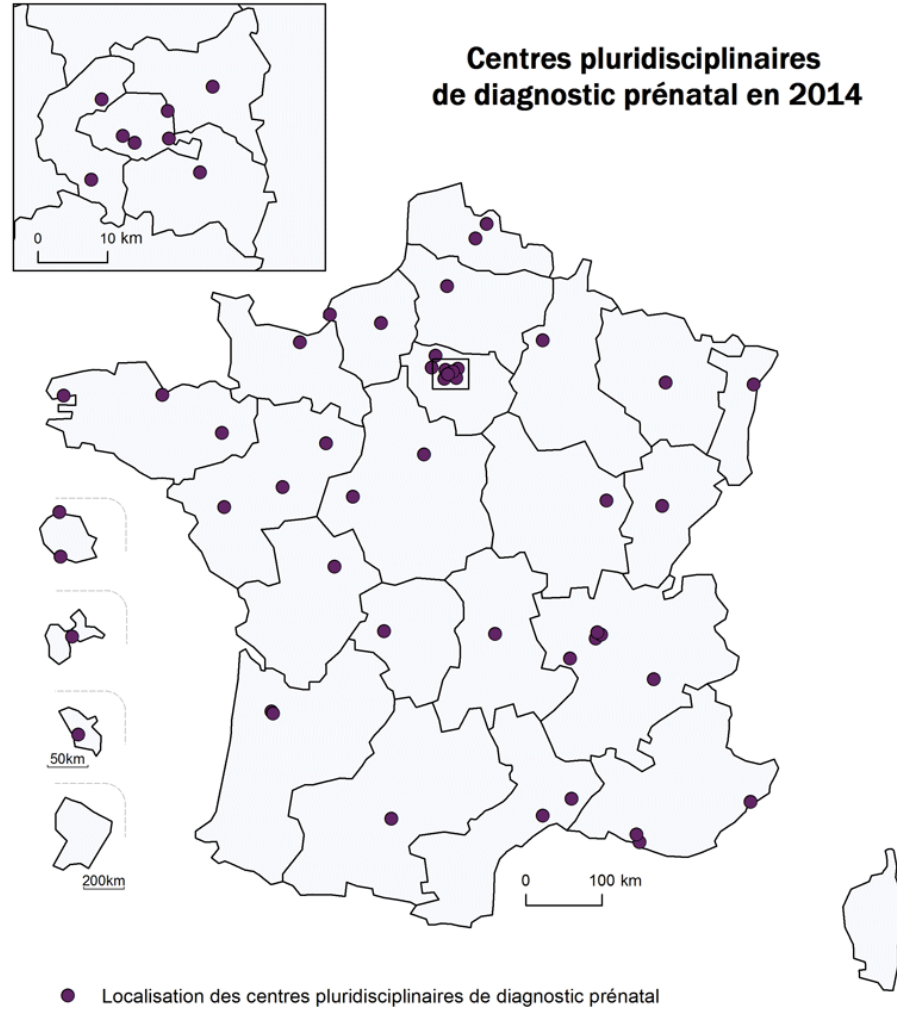 Centres pluridisciplinaires
de diagnostic prénatal en 2014
0 10 km
50km
200km
0 100 km
Localisation des centres pluridisciplinaires de diagnostic prénatal